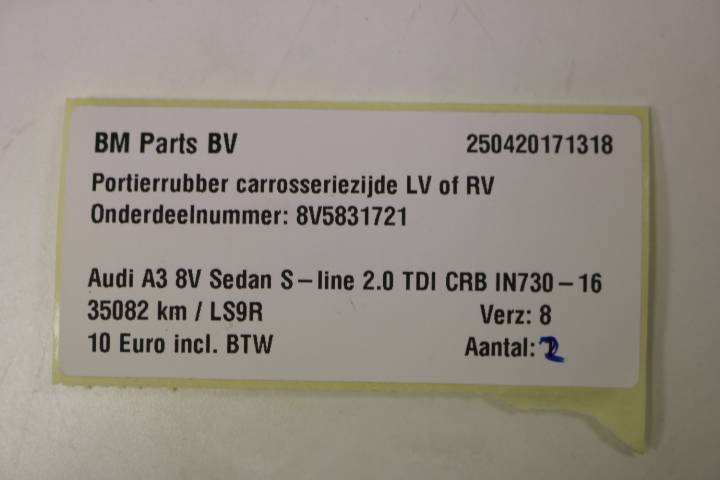 BM Parts BV 250420171318
Portierrubber carrosseriezijde LV of RV
Onderdeelnummer: 8V5831721
Audi A3 8V Sedan S-line 2.0 TDI CRB IN730-16
35082 km / LS9R Verz: 8
10 Euro incl. BTW Aantal: 2